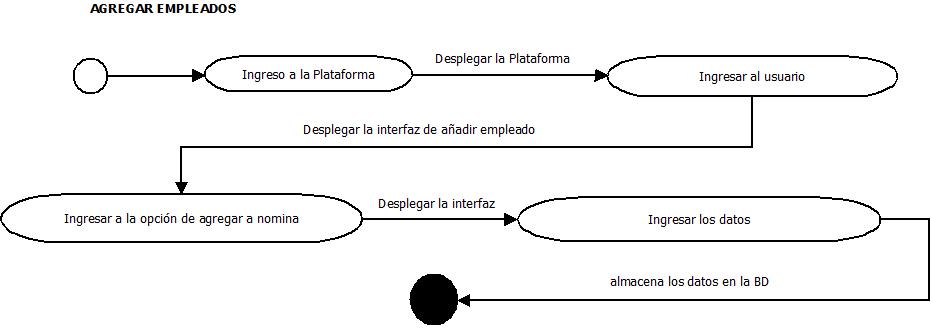 AGREGAR EMPLEADOS
Ingreso a la Plataforma
Desplegar la Plataforma
Ingresar al usuario
Desplegar la interfaz de añadir empleado
Ingresar a la opción de agregar a nomina
Desplegar la interfaz
Ingresar los datos
almacena los datos en la BD